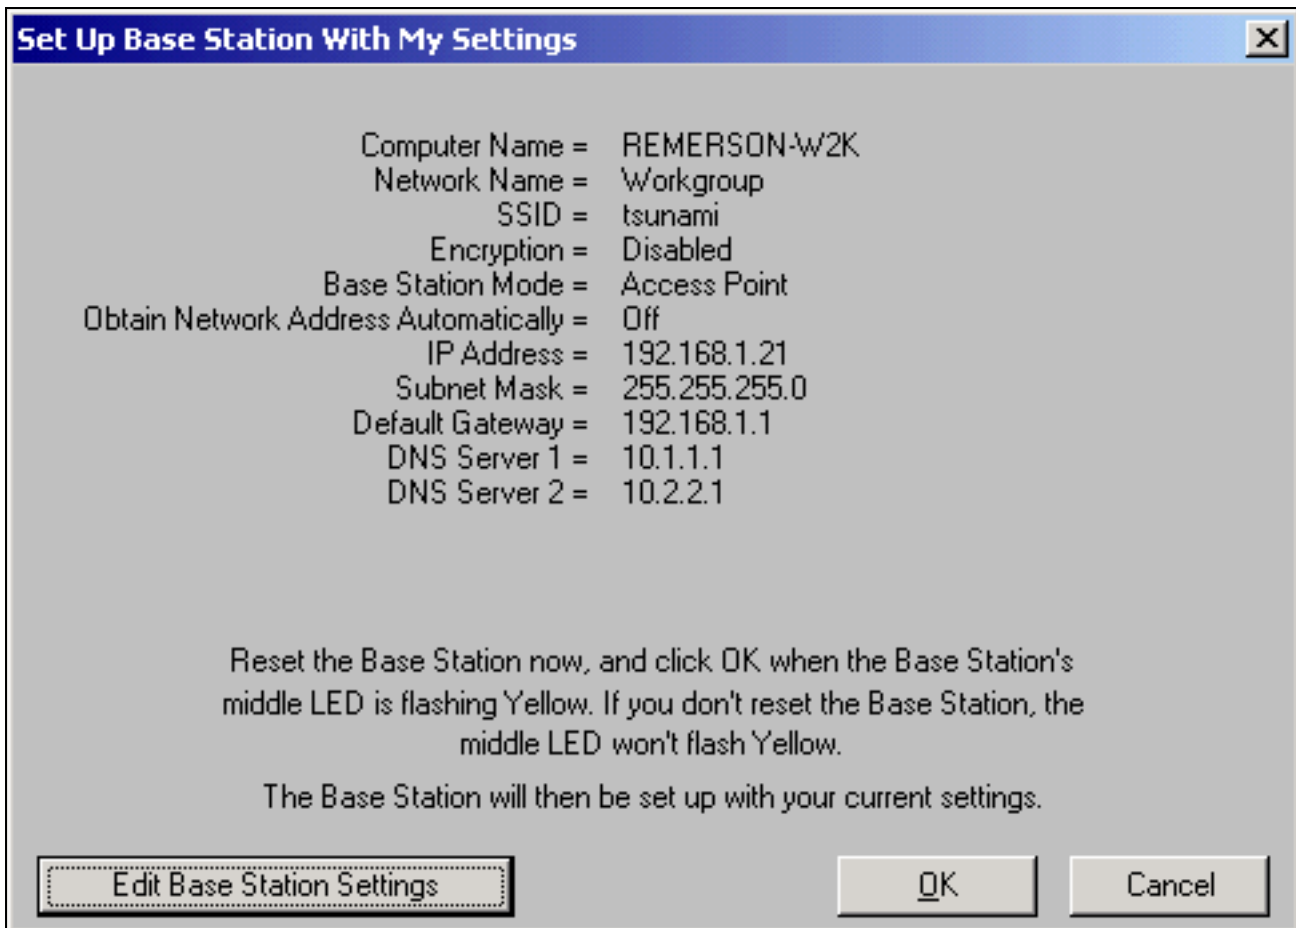 Set Up Base Station With My Settings
Computer Name = REMERSON-W2K
Network Name = Workgroup
SSID = tsunami
Encryption = Disabled
Base Station Mode = Access Point
Obtain Network Address Automatically = Off
IP Address = 192.168.1.21
Subnet Mask = 255.255.255.0
Default Gateway = 192.168.1.1
DNS Server 1 = 10.1.1.1
DNS Server 2 = 10.2.2.1
Reset the Base Station now, and click OK when the Base Station's
middle LED is flashing Yellow. If you don't reset the Base Station, the
middle LED won't flash Yellow.
The Base Station will then be set up with your current settings.
Edit Base Station Settings OK Cancel